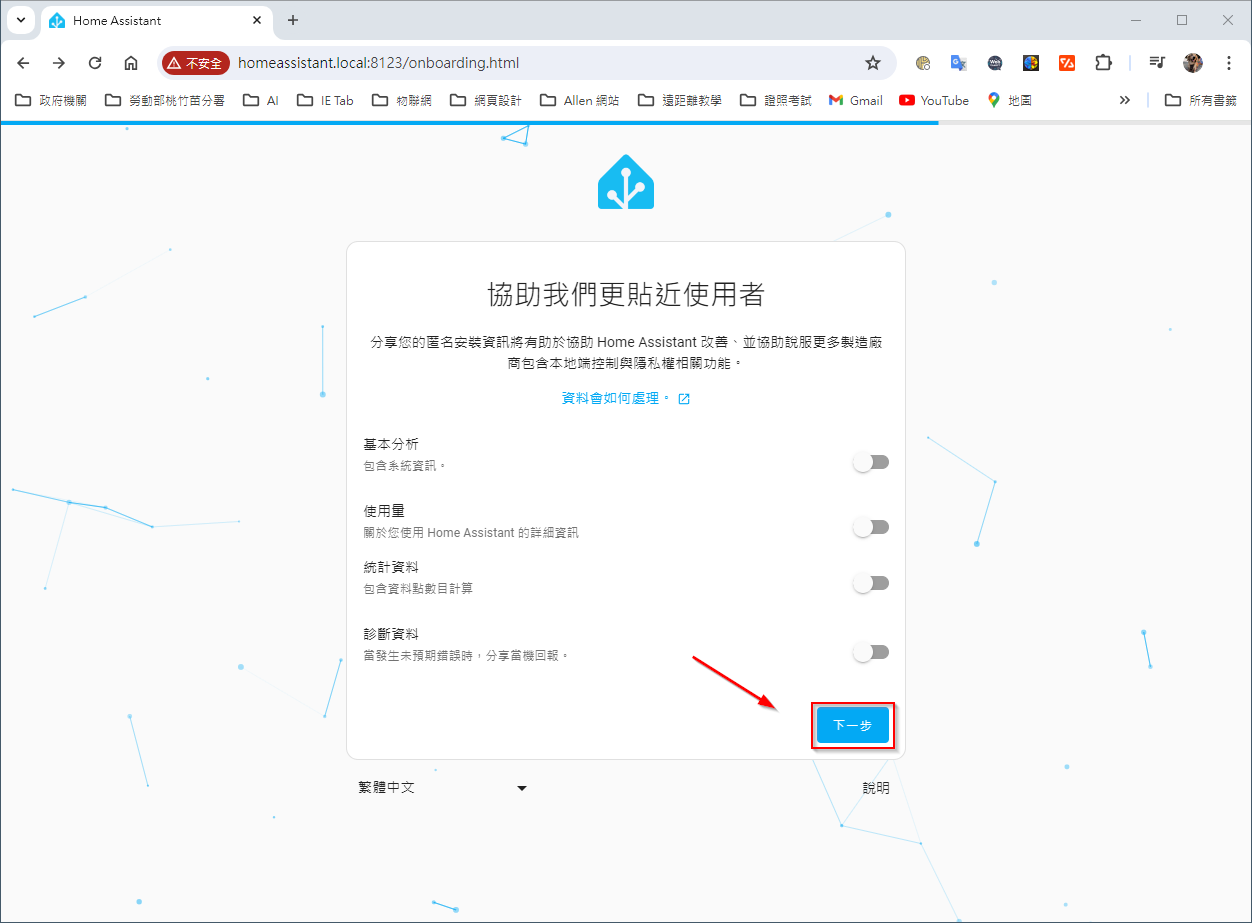 Home Assistant
不安全
homeassistant.local:8123/onboarding.html
政府機關 勞動部桃竹苗分署 AI IE Tab 物聯網 網頁設計 Allen 網站 遠距離教學 證照考試 Gmail YouTube 地圖 所有書籤
協助我們更貼近使用者
分享您的匿名安裝資訊將有助於協助 Home Assistant 改善、並協助說服更多製造廠
商包含本地端控制與隱私權相關功能。
資料會如何處理。
基本分析
包含系統資訊。
使用量
關於您使用 Home Assistant 的詳細資訊
統計資料
包含資料點數目計算
診斷資料
當發生未預期錯誤時，分享當機回報。
下一步
繁體中文
說明